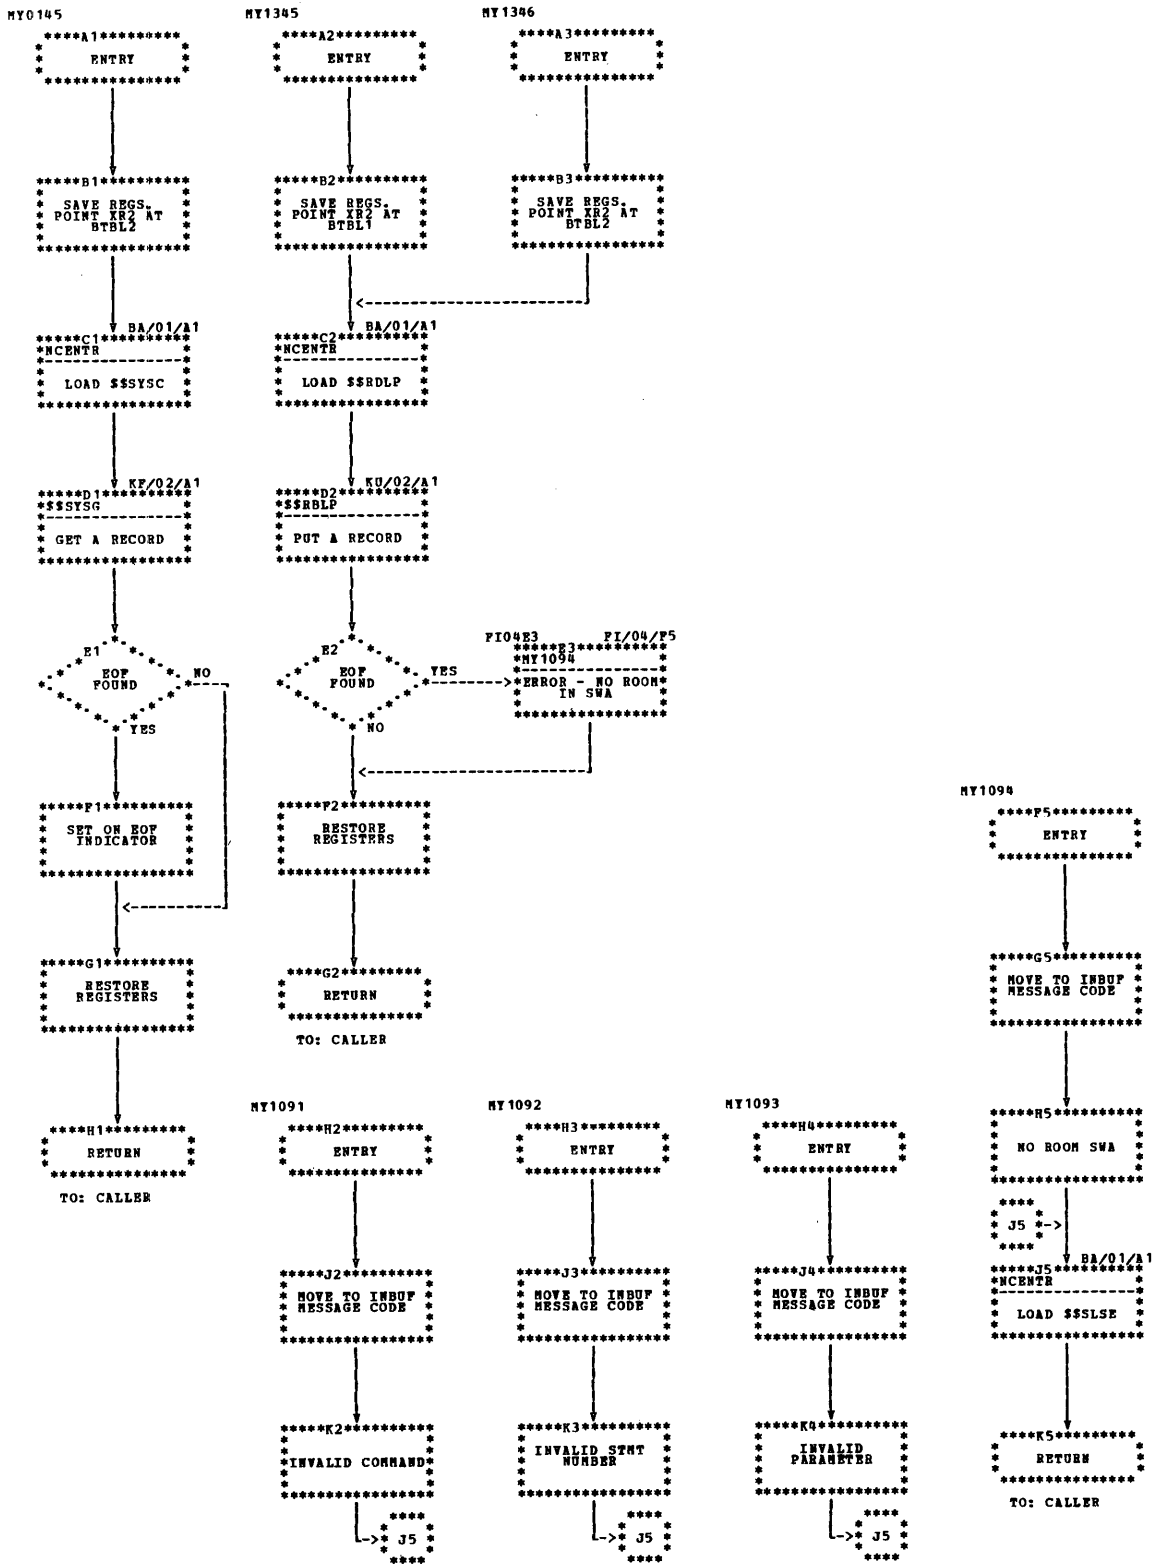 MY0145
MY1345
MY1346
A1
ENTRY
A2
ENTRY
A3
ENTRY
B1
SAVE REGS.
POINT XR2 AT
BTBL2
B2
SAVE REGS.
POINT XR2 AT
BTBL1
B3
SAVE REGS.
POINT XR2 AT
BTBL2
BA/01/A1
C1
NCENTR
LOAD $$SYSC
BA/01/A1
C2
NCENTR
LOAD $$RDLP
KF/02/A1
D1
$$SYSG
GET A RECORD
KU/02/A1
D2
$$RBLP
PUT A RECORD
E1
EOF
FOUND
NO
YES
E2
EOF
FOUND
YES
NO
FI04E3
FI/04/F5
E3
MY1094
ERROR - NO ROOM
IN SWA
F1
SET ON EOF
INDICATOR
F2
RESTORE
REGISTERS
MY1094
F5
ENTRY
G1
RESTORE
REGISTERS
G2
RETURN
TO: CALLER
G5
MOVE TO INBUF
MESSAGE CODE
H1
RETURN
TO: CALLER
MY1091
H2
ENTRY
MY1092
H3
ENTRY
MY1093
H4
ENTRY
H5
NO ROOM SWA
J5
J2
MOVE TO INBUF
MESSAGE CODE
J3
MOVE TO INBUF
MESSAGE CODE
J4
MOVE TO INBUF
MESSAGE CODE
BA/01/A1
J5
NCENTR
LOAD $$SLSE
K2
INVALID COMMAND
K3
INVALID STMT
NUMBER
K4
INVALID
PARAMETER
K5
RETURN
TO: CALLER
J5
J5
J5